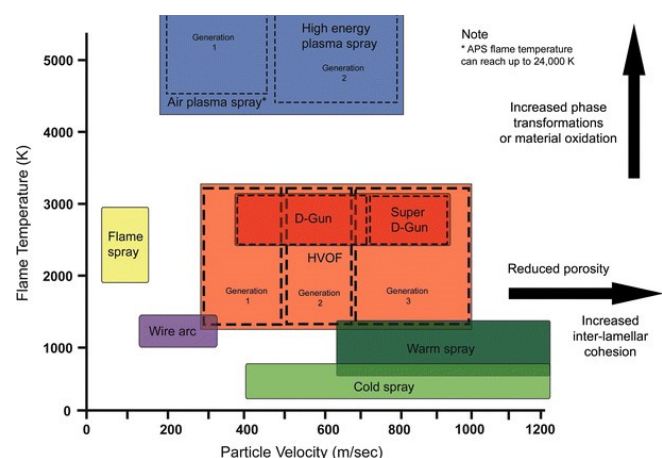 High energy
plasma spray
Generation
1
Generation
2
Air plasma spray*
Note
* APS flame temperature
can reach up to 24,000 K
Increased phase
transformations
or material oxidation
Flame Temperature (K)
5000
4000
3000
2000
1000
0
Flame
spray
D-Gun
Super
D-Gun
HVOF
Generation
1
Generation
2
Generation
3
Wire arc
Warm spray
Cold spray
Reduced porosity
Increased
inter-lamellar
cohesion
0
200
400
600
800
1000
1200
Particle Velocity (m/sec)